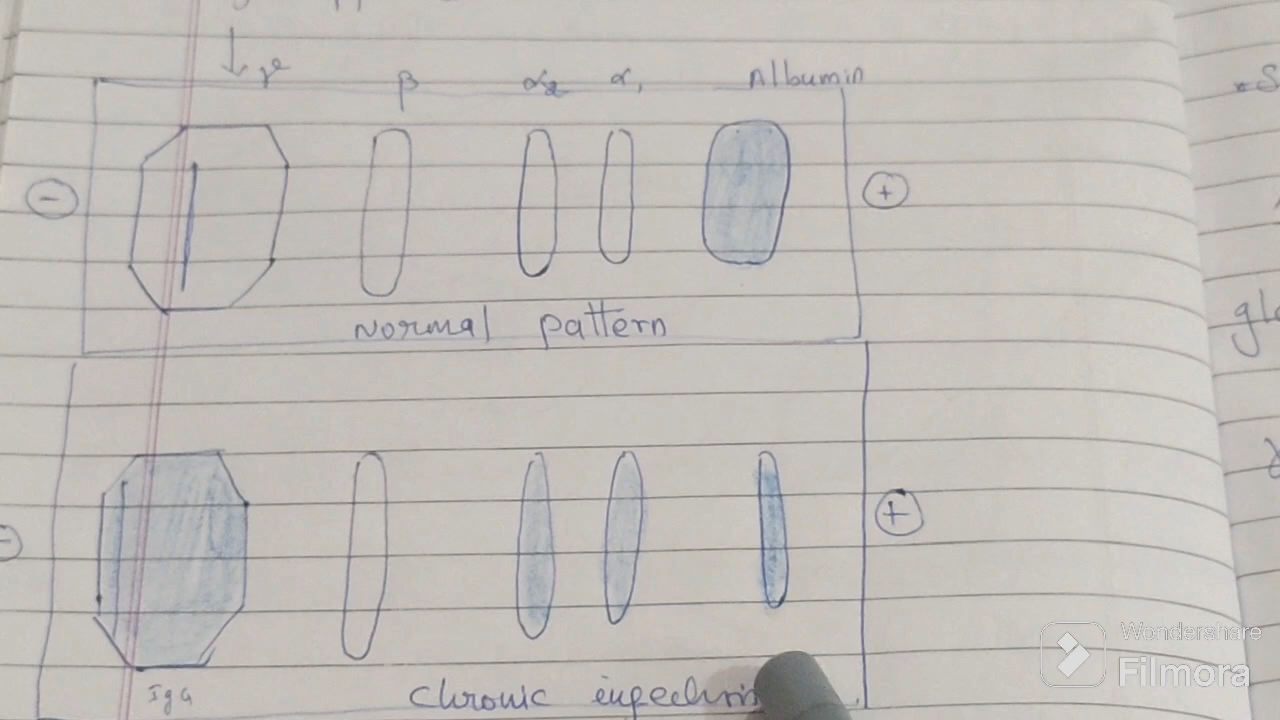 ↓ γ β α₂ α₁ Albumin
- +
Normal pattern
- +
IgG
Chronic infection
Wondershare
Filmora